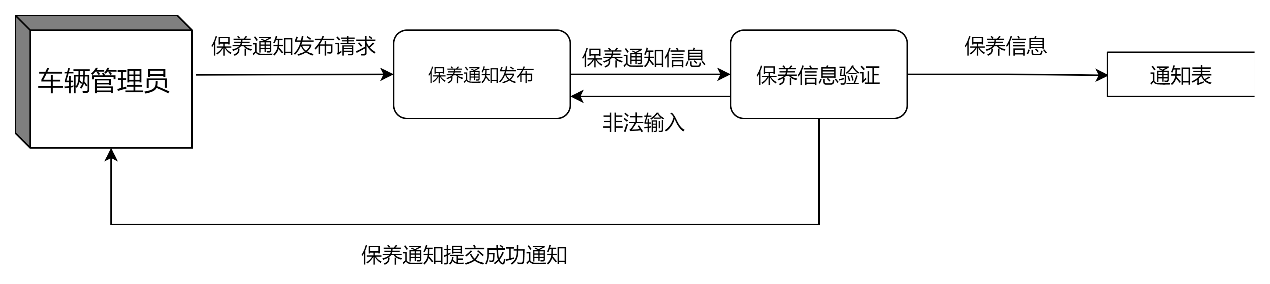 保养通知发布请求
保养信息
保养通知信息
车辆管理员
保养通知发布
保养信息验证
通知表
非法输入
保养通知提交成功通知